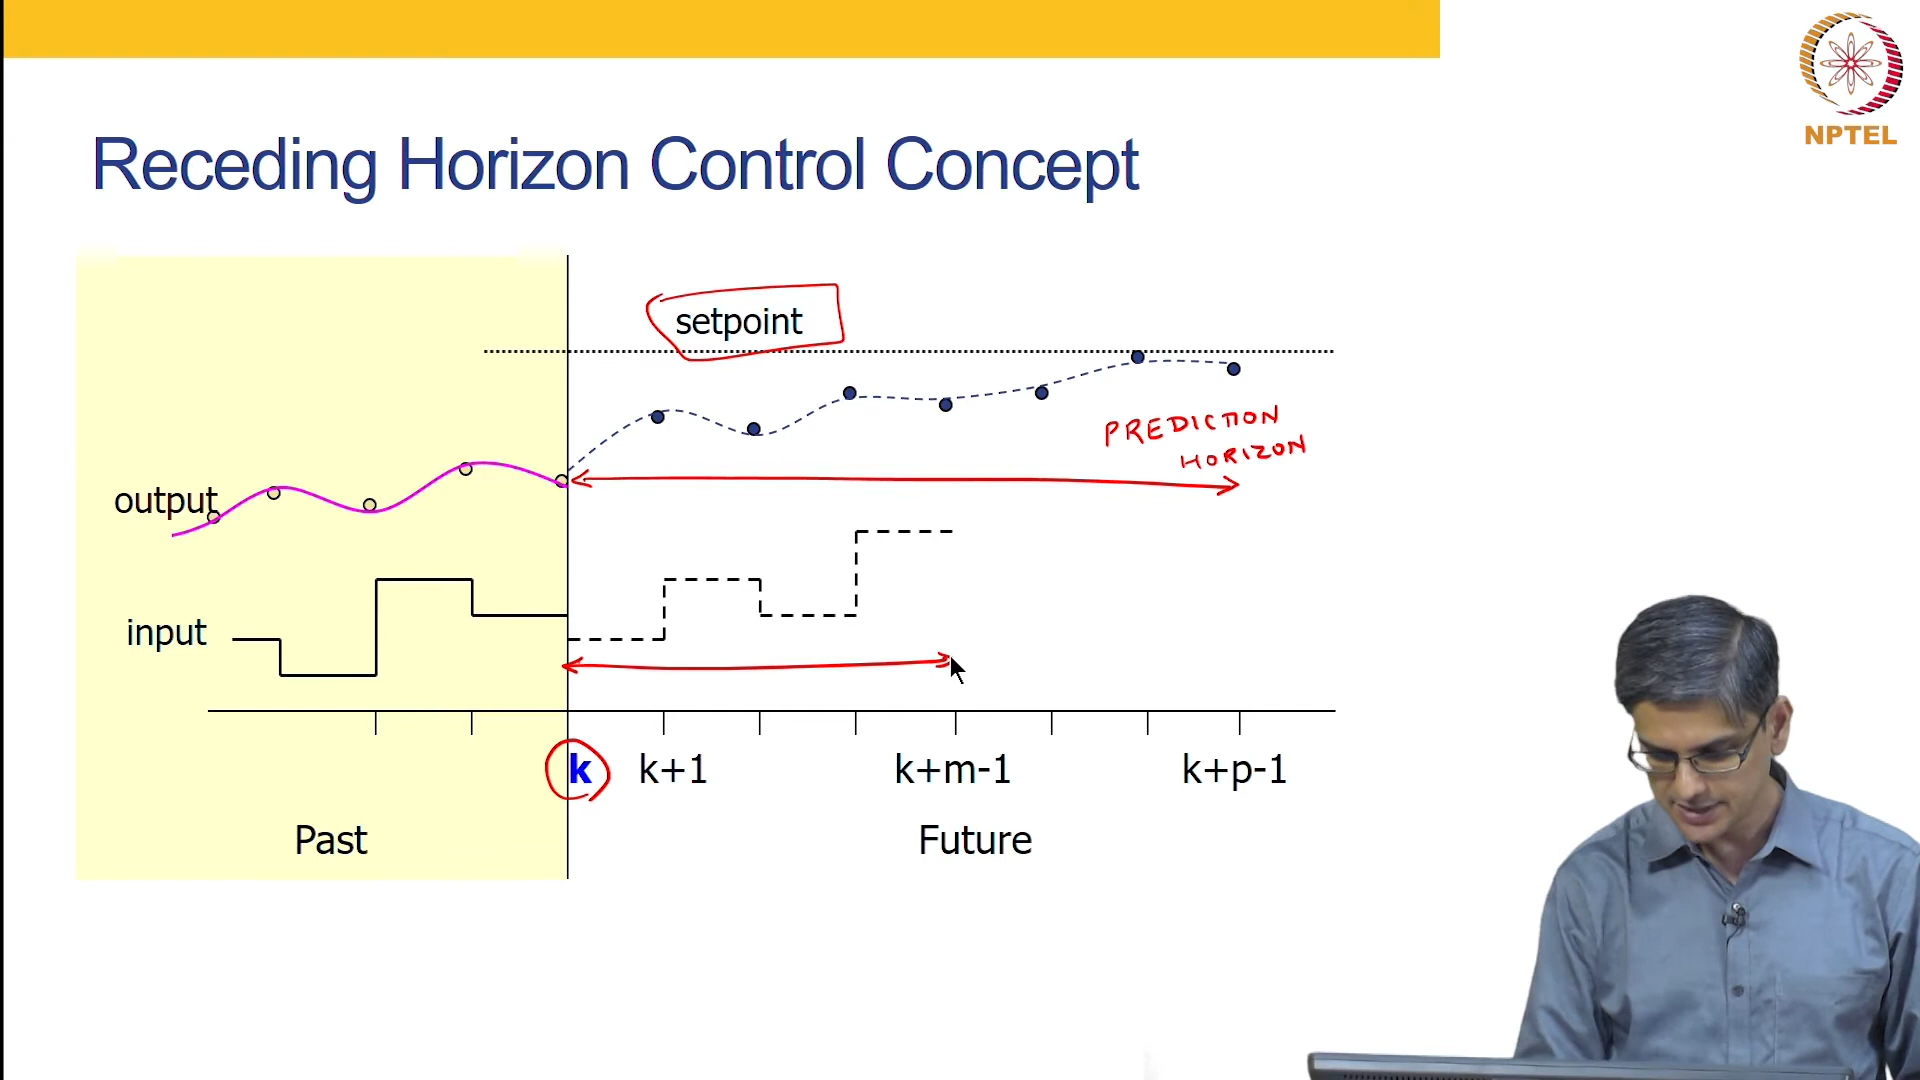 NPTEL
Receding Horizon Control Concept
setpoint
PREDICTION
HORIZON
output
input
k k+1 k+m-1 k+p-1
Past Future